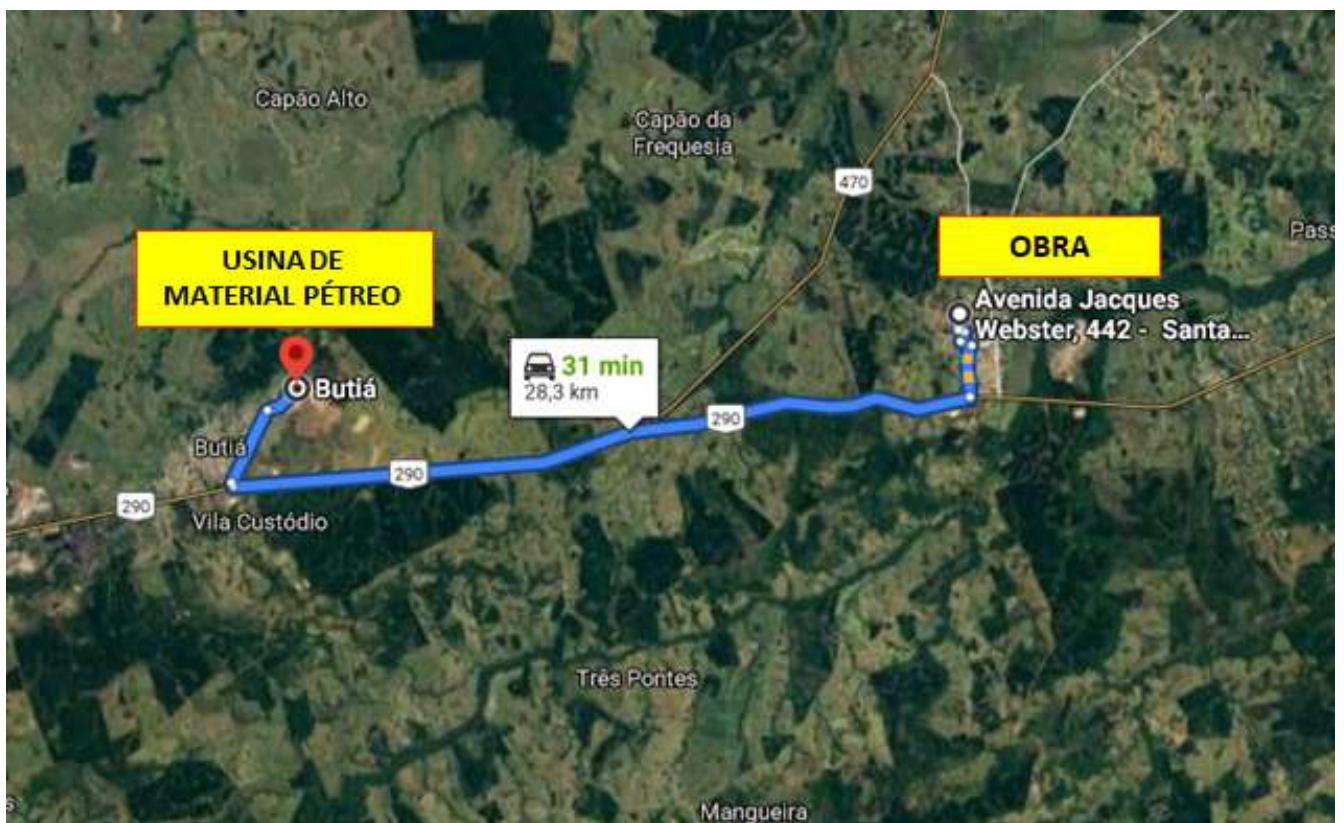 Capão Alto
Capão da
Frequesia
470
USINA DE
MATERIAL PÉTREO
OBRA
Pass
Avenida Jacques
Webster, 442 - Santa...
31 min
28,3 km
Butiá
290
Butiá
290
290
Vila Custódio
Três Pontes
s
Mangueira